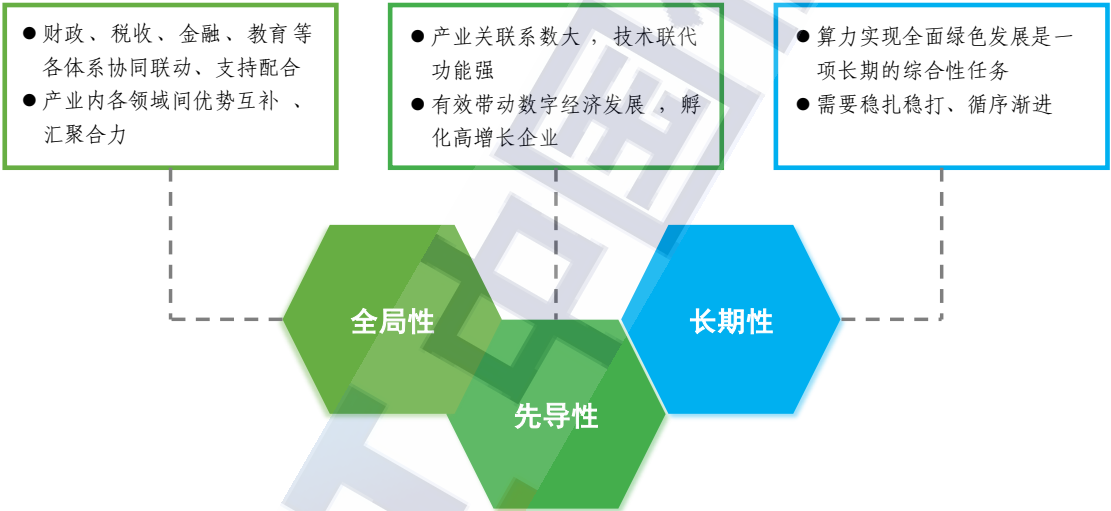 ● 财政、税收、金融、教育等
各体系协同联动、支持配合
● 产业内各领域间优势互补 、
汇聚合力
● 产业关联系数大 ，技术联代
功能强
● 有效带动数字经济发展 ，孵
化高增长企业
● 算力实现全面绿色发展是一
项长期的综合性任务
● 需要稳扎稳打、循序渐进
全局性
先导性
长期性